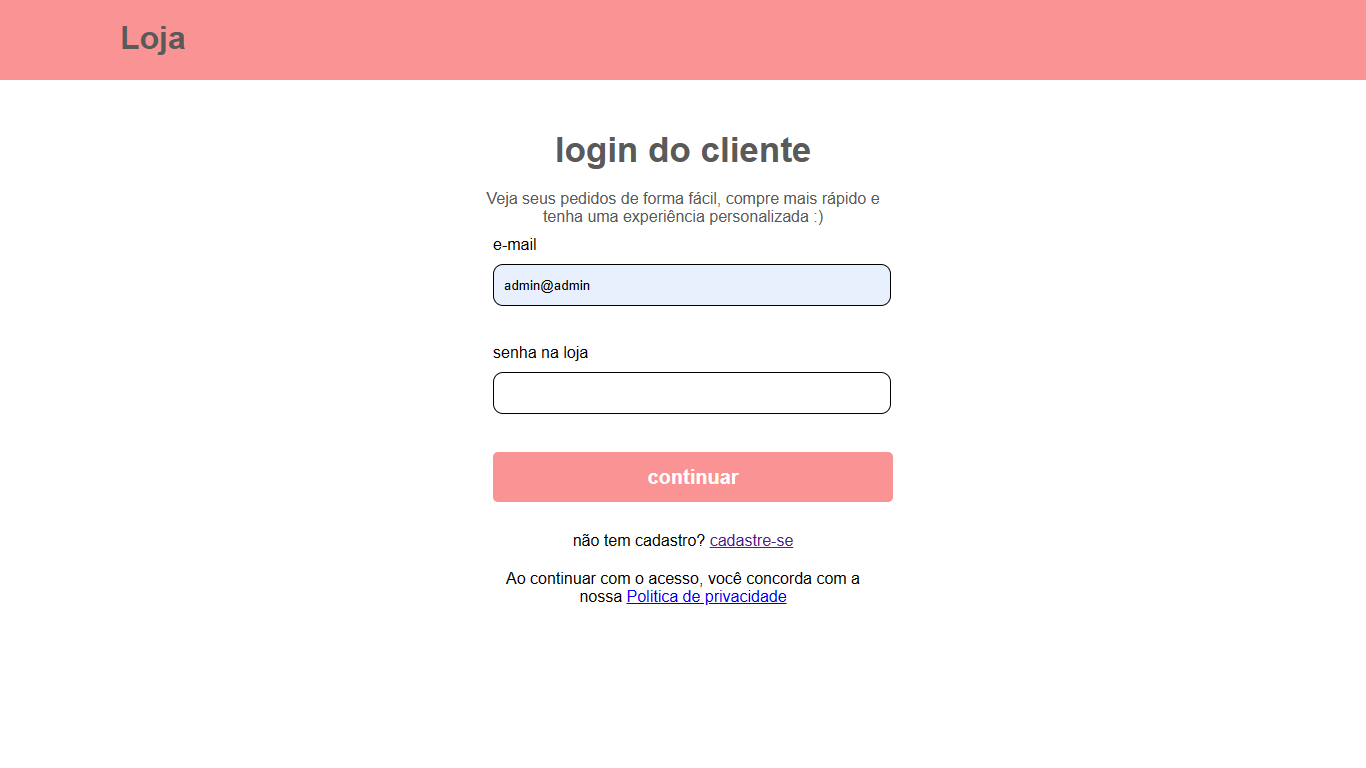 Loja
login do cliente
Veja seus pedidos de forma fácil, compre mais rápido e
tenha uma experiência personalizada :)
e-mail
admin@admin
senha na loja
continuar
não tem cadastro? cadastre-se
Ao continuar com o acesso, você concorda com a
nossa Politica de privacidade